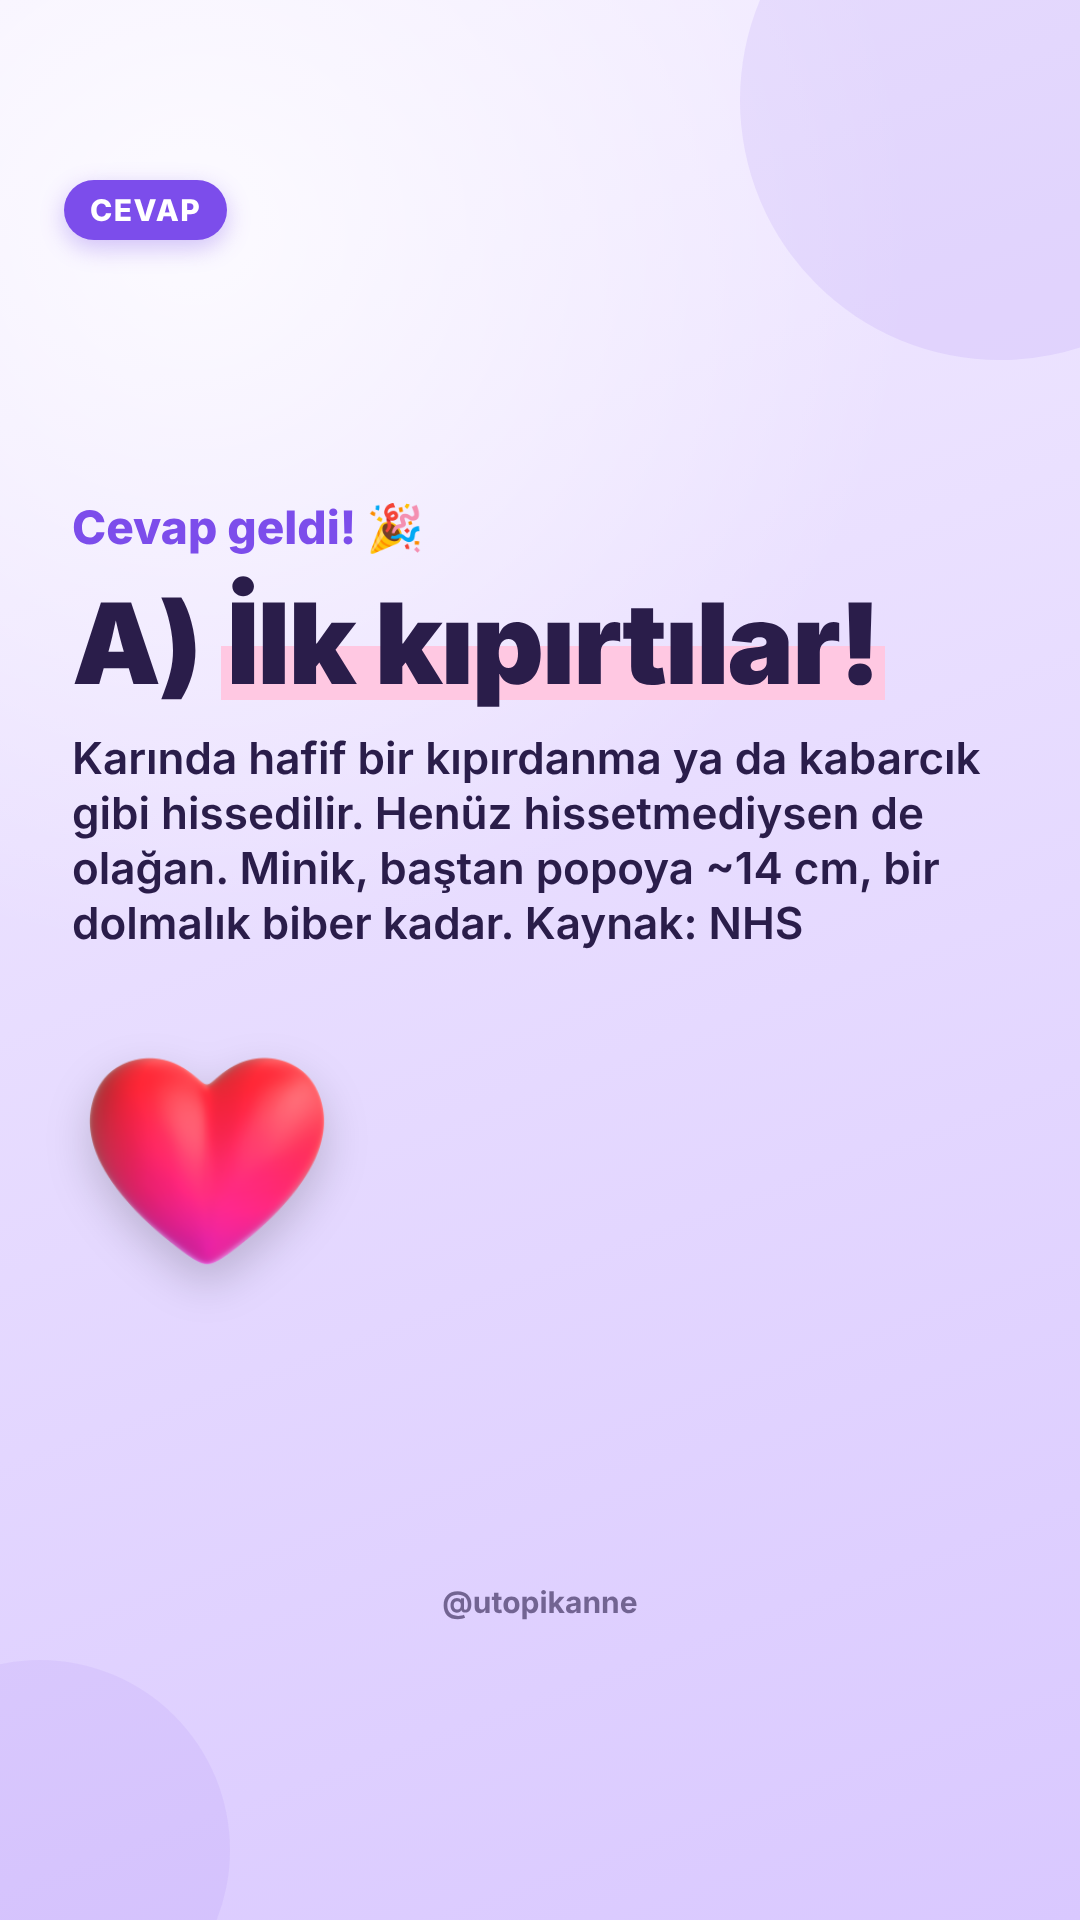 CEVAP
Cevap geldi! 🎉
A) İlk kıpırtılar!
Karında hafif bir kıpırdanma ya da kabarcık
gibi hissedilir. Henüz hissetmediysen de
olağan. Minik, baştan popoya ~14 cm, bir
dolmalık biber kadar. Kaynak: NHS
@utopikanne